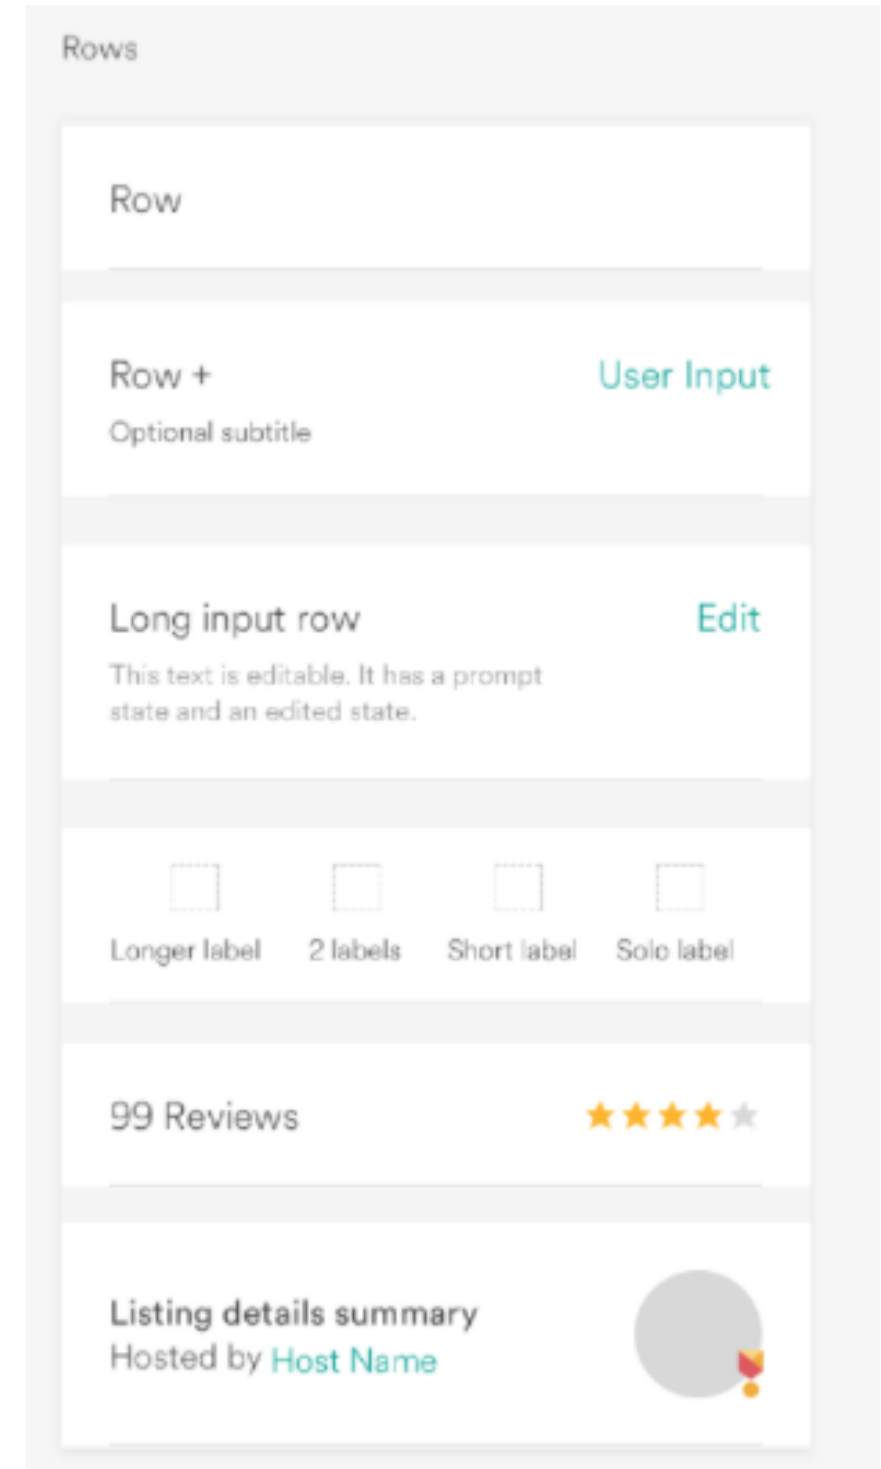 Rows
Row
Row +
User Input
Optional subtitle
Long input row
Edit
This text is editable. It has a prompt
state and an edited state.
Longer label
2 labels
Short label
Solo label
99 Reviews
Listing details summary
Hosted by Host Name